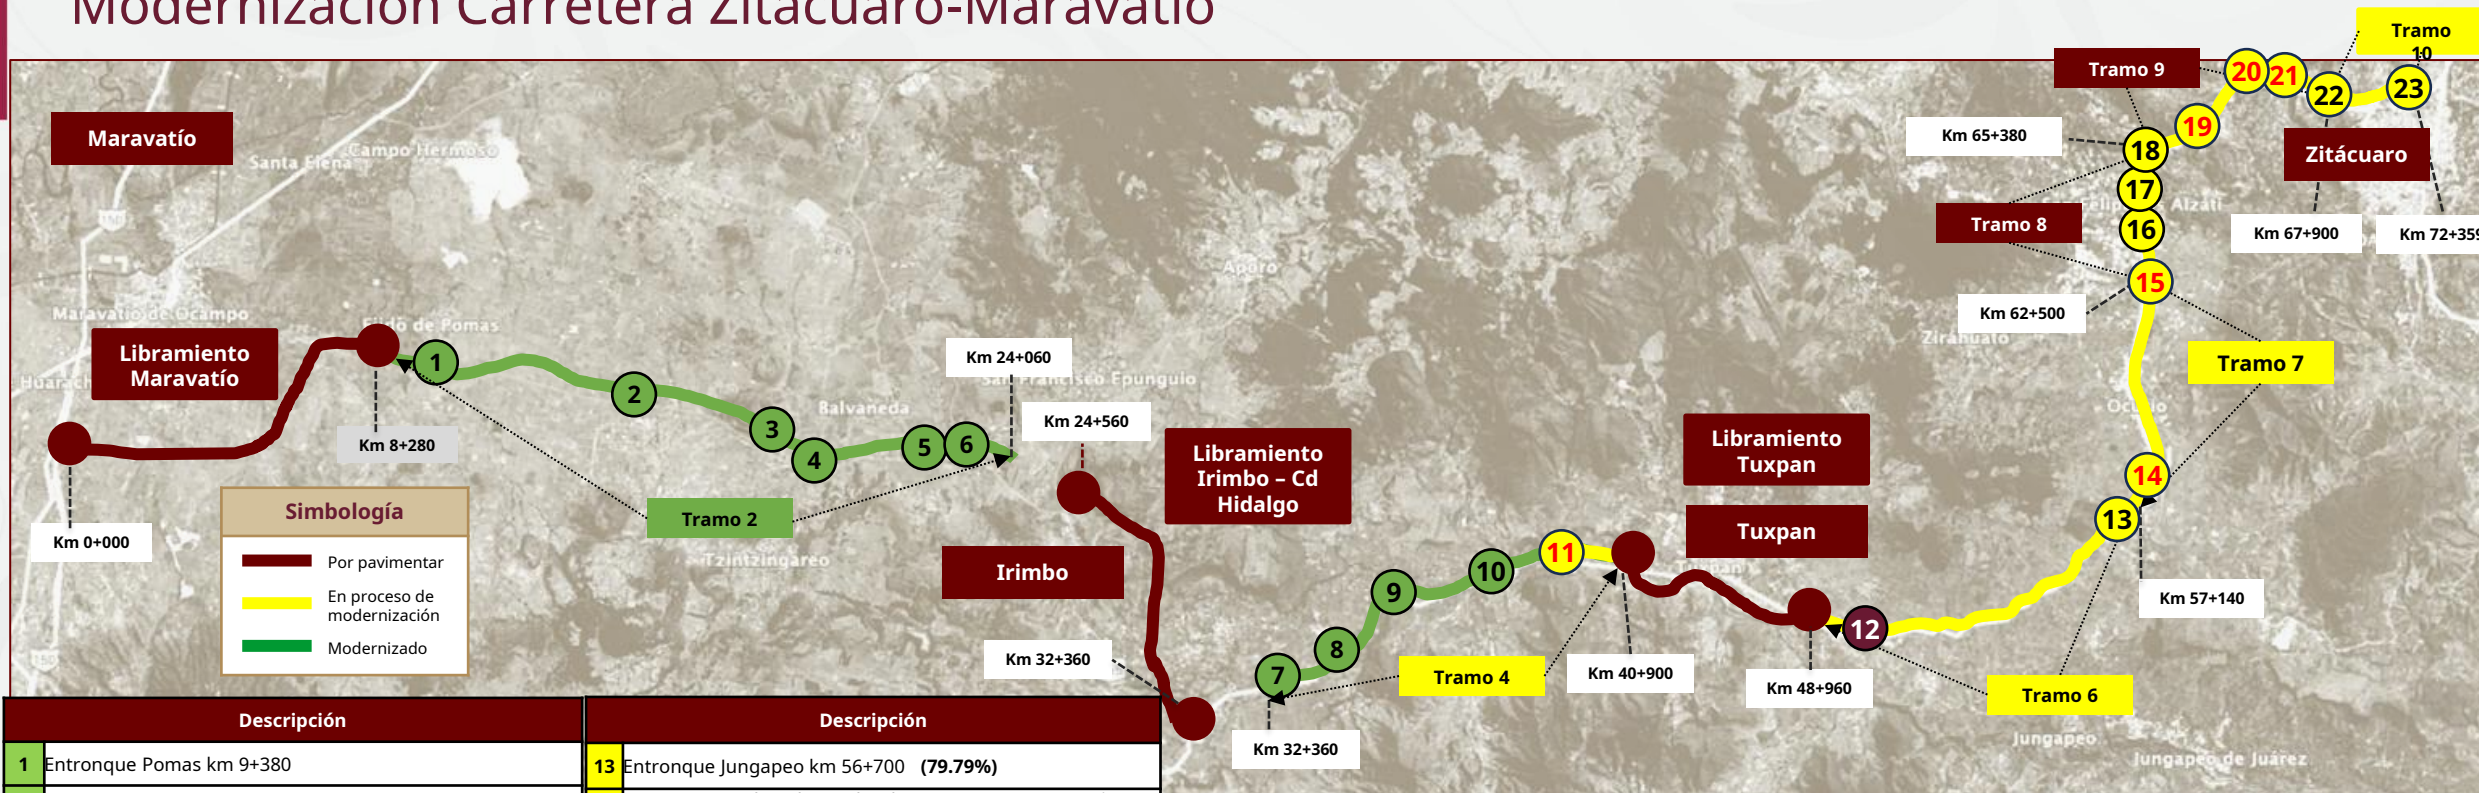 Modernización Carretera Zitácuaro-Maravatío
Tramo
10
Tramo 9
20
21
22
23
19
Maravatío
Km 65+380
18
Zitácuaro
Santa Elena
Campo Hermoso
17
Alzati
Tramo 8
16
Km 67+900
Km 72+359
Aporo
15
Km 62+500
Maravatío de Ocampo
de Pomas
Ziráhuato
Libramiento
Maravatío
1
Km 24+060
Tramo 7
San Francisco Epunguio
2
Balvaneda
Km 24+560
3
Km 8+280
4
5
6
Libramiento
Irimbo – Cd
Hidalgo
Libramiento
Tuxpan
14
Simbología
Por pavimentar
En proceso de
modernización
Modernizado
Tramo 2
13
Tuxpan
Km 0+000
Tzintzingareo
Irimbo
11
10
9
Km 57+140
12
8
Km 32+360
7
Tramo 4
Km 40+900
Km 48+960
Tramo 6
Km 32+360
Jungapeo
Jungapeo de Juárez
Descripción
1 Entronque Pomas km 9+380
Descripción
13 Entronque Jungapeo km 56+700 (79.79%)